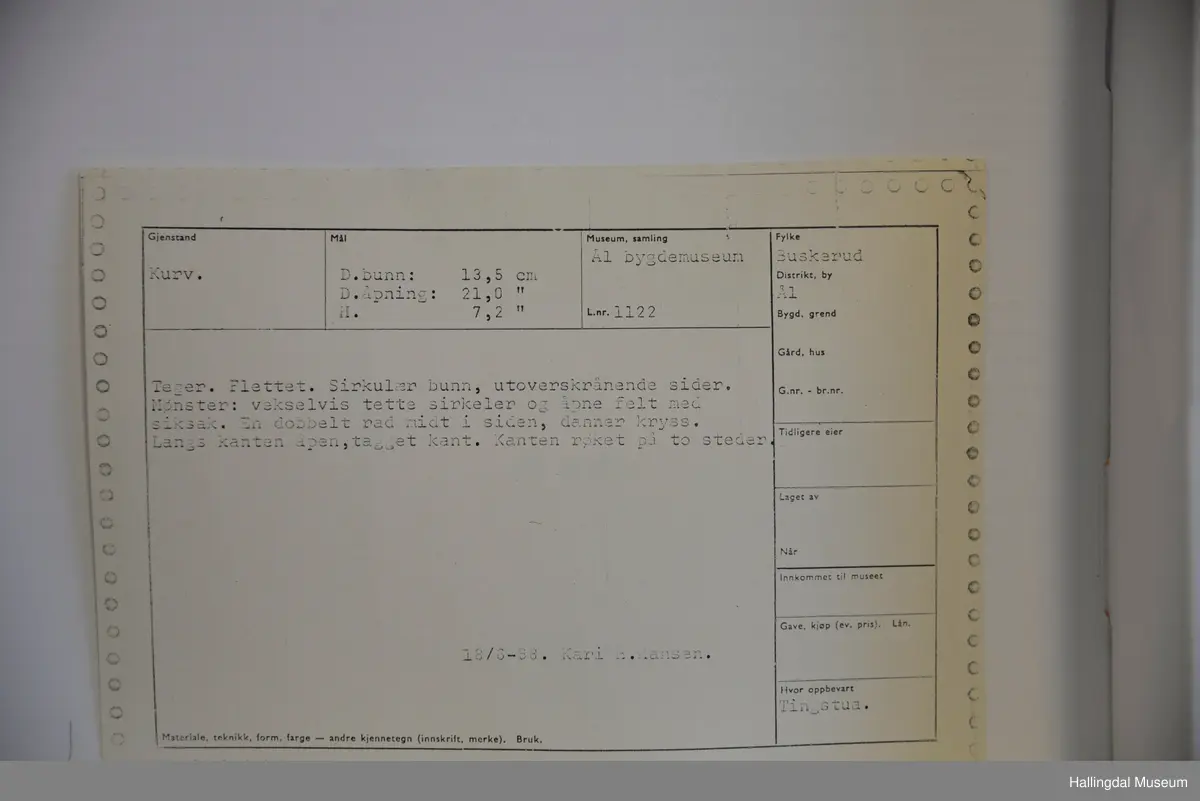 Gjenstand
Kurv.
Mål
D.bunn: 13,5 cm
D.åpning: 21,0 "
H. 7,2 "
Museum, samling
Ål bygdemuseum
L.nr. 1122
Fylke
Buskerud
Distrikt, by
Ål
Bygd, grend
Gård, hus
G.nr. - br.nr.
Tidligere eier
Laget av
Når
Innkommet til museet
Gave, kjøp (ev. pris). Lån.
Hvor oppbevart
Tingstua.
Teger. Flettet. Sirkulær bunn, utoverskrånende sider.
Mønster: vekselvis tette sirkeler og åpne felt med
siksak. En dobbelt rad midt i siden, danner kryss.
Langs kanten åpen,tagget kant. Kanten røket på to steder.
Kari Hansen.
Materiale, teknikk, form, farge — andre kjennetegn (innskrift, merke). Bruk.
Hallingdal Museum